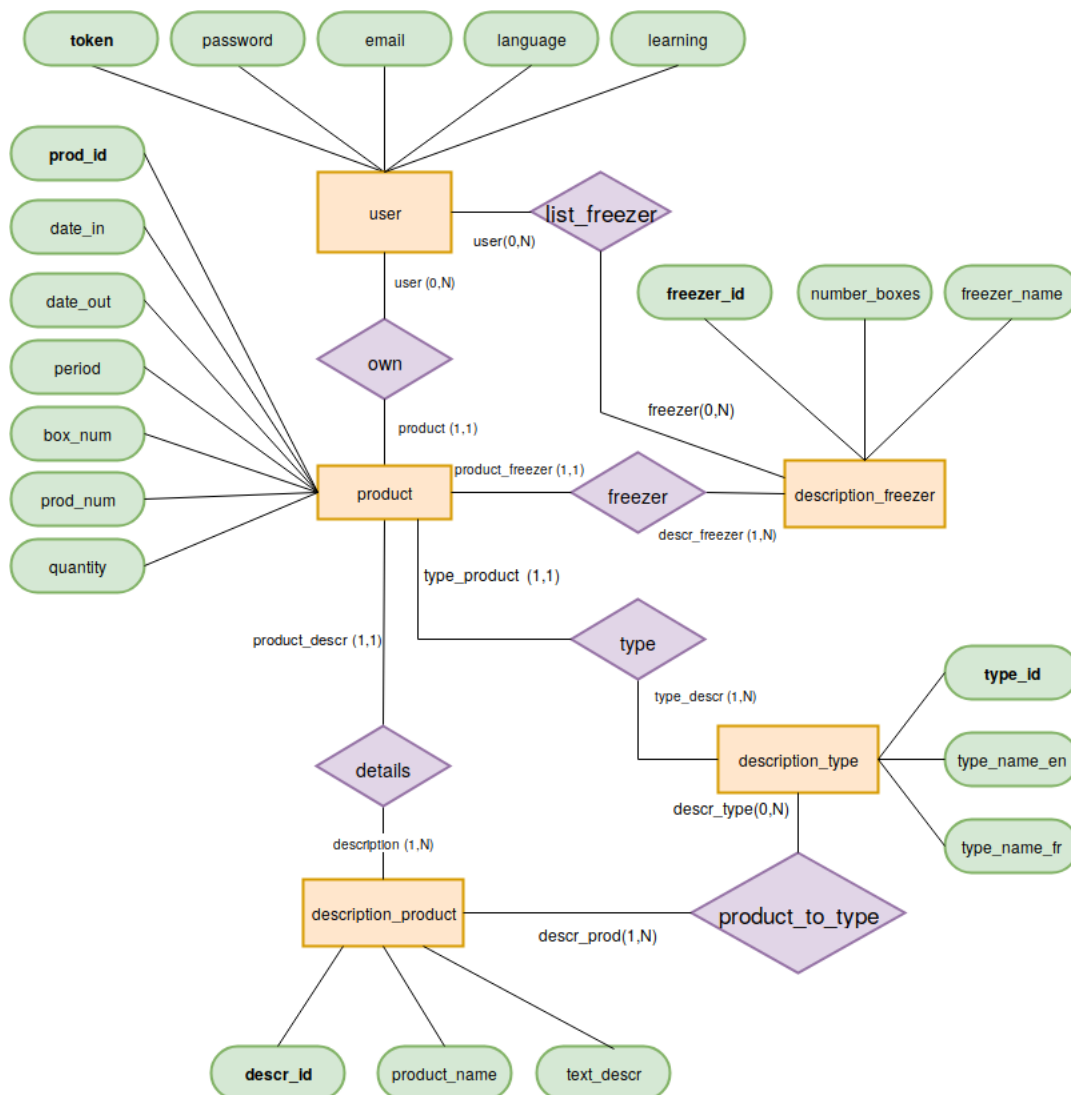 token
password
email
language
learning
prod_id
user
list_freezer
user(0,N)
date_in
user (0,N)
freezer_id
number_boxes
freezer_name
date_out
own
period
freezer(0,N)
box_num
product (1,1)
product_freezer (1,1)
prod_num
product
freezer
description_freezer
descr_freezer (1,N)
quantity
type_product  (1,1)
product_descr (1,1)
type
type_id
type_descr (1,N)
details
description_type
type_name_en
descr_type(0,N)
description (1,N)
type_name_fr
description_product
product_to_type
descr_prod(1,N)
descr_id
product_name
text_descr